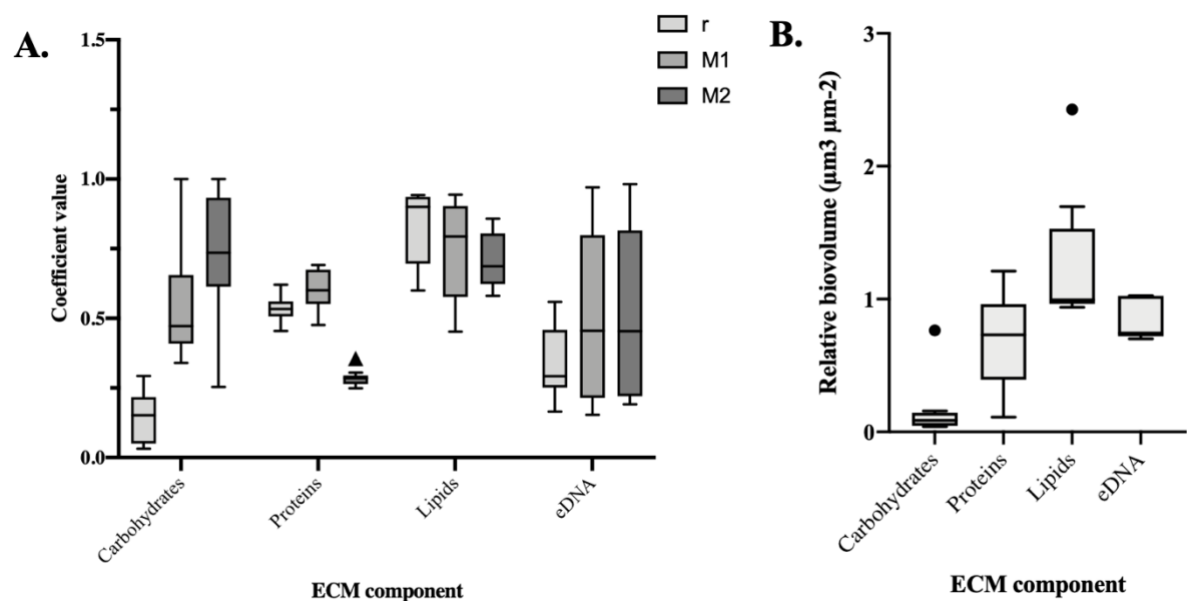 A.
Coefficient value
1.5
1.0
0.5
0.0
Carbohydrates
Proteins
Lipids
eDNA
ECM component
r
M1
M2
B.
Relative biovolume (µm3 µm-2)
3
2
1
0
Carbohydrates
Proteins
Lipids
eDNA
ECM component